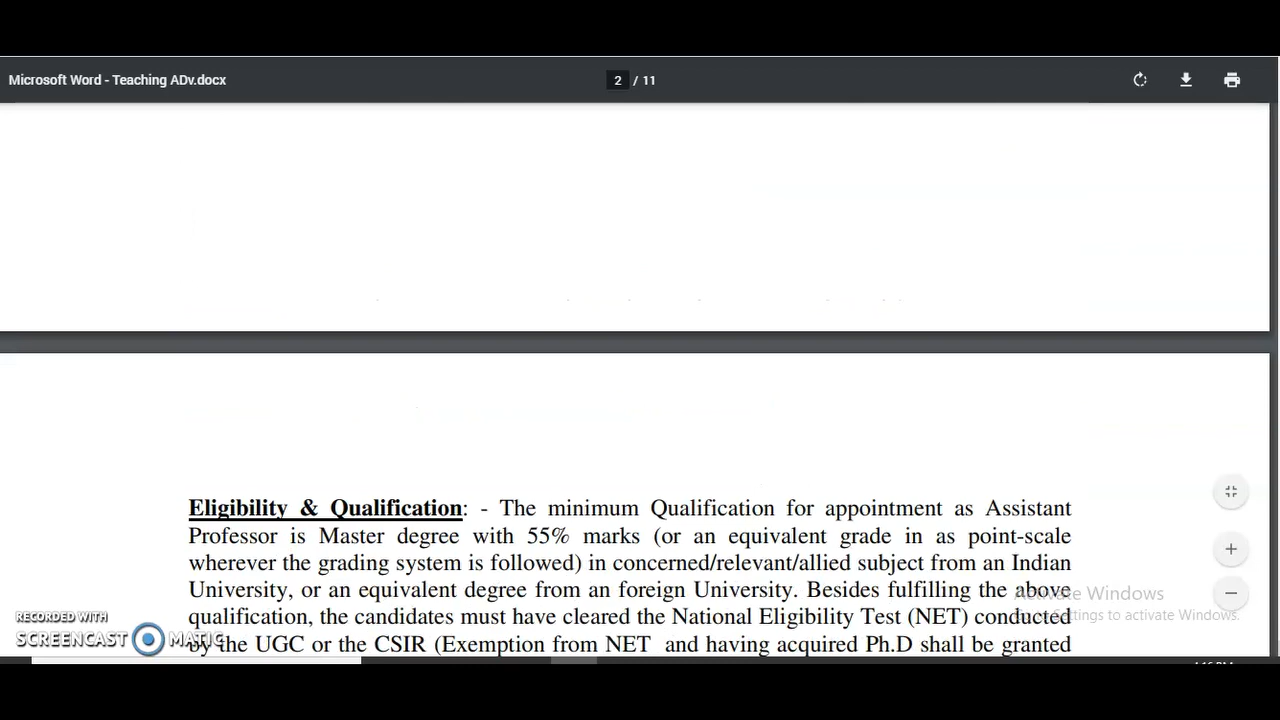 Microsoft Word - Teaching ADv.docx
2 / 11
Eligibility & Qualification: - The minimum Qualification for appointment as Assistant
Professor is Master degree with 55% marks (or an equivalent grade in as point-scale
wherever the grading system is followed) in concerned/relevant/allied subject from an Indian
University, or an equivalent degree from an foreign University. Besides fulfilling the above
qualification, the candidates must have cleared the National Eligibility Test (NET) conducted
by the UGC or the CSIR (Exemption from NET and having acquired Ph.D shall be granted
Activate Windows
Go to Settings to activate Windows.
RECORDED WITH
SCREENCAST MATIC